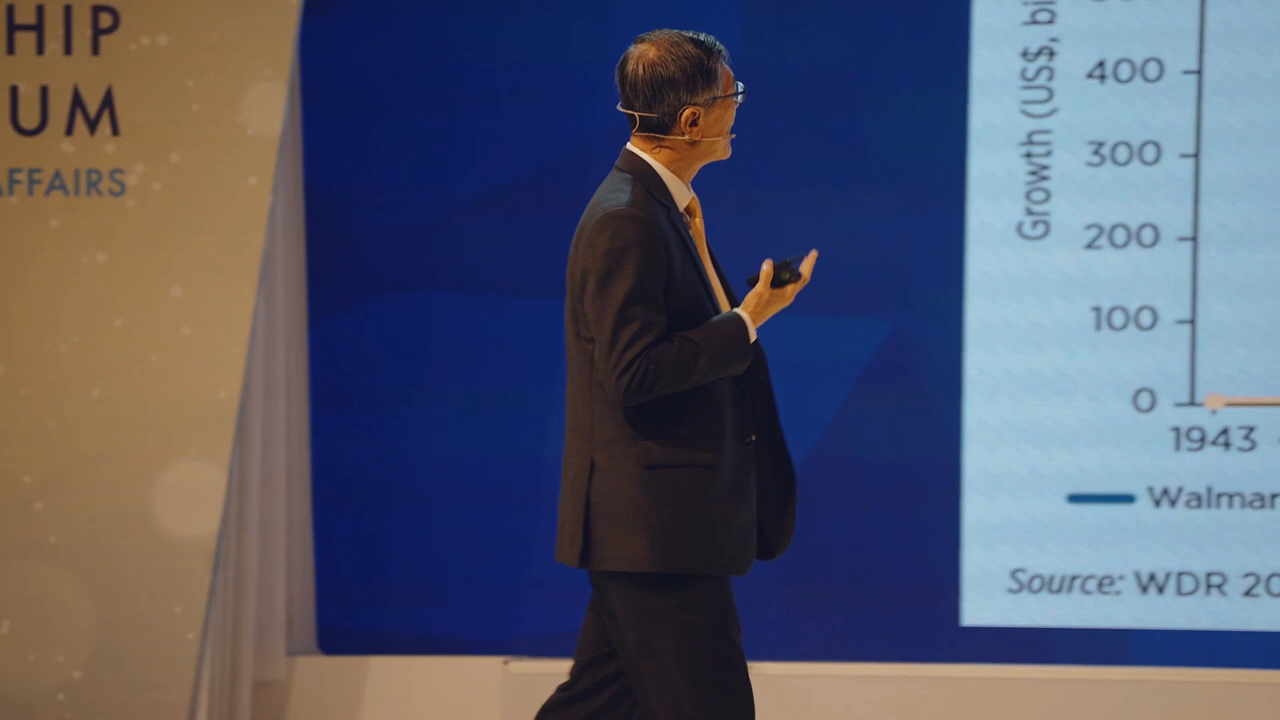 HIP
UM
AFFAIRS
Growth (US$, bi
400
300
200
100
0
1943
Walmar
Source: WDR 20